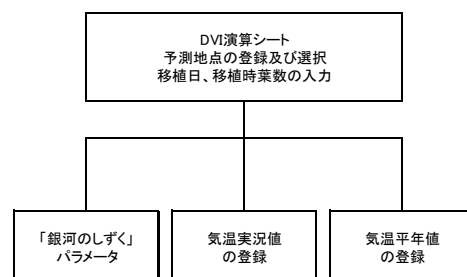 DVI演算シート
予測地点の登録及び選択
移植日、移植時葉数の入力
「銀河のしずく」
パラメータ
気温実況値
の登録
気温平年値
の登録